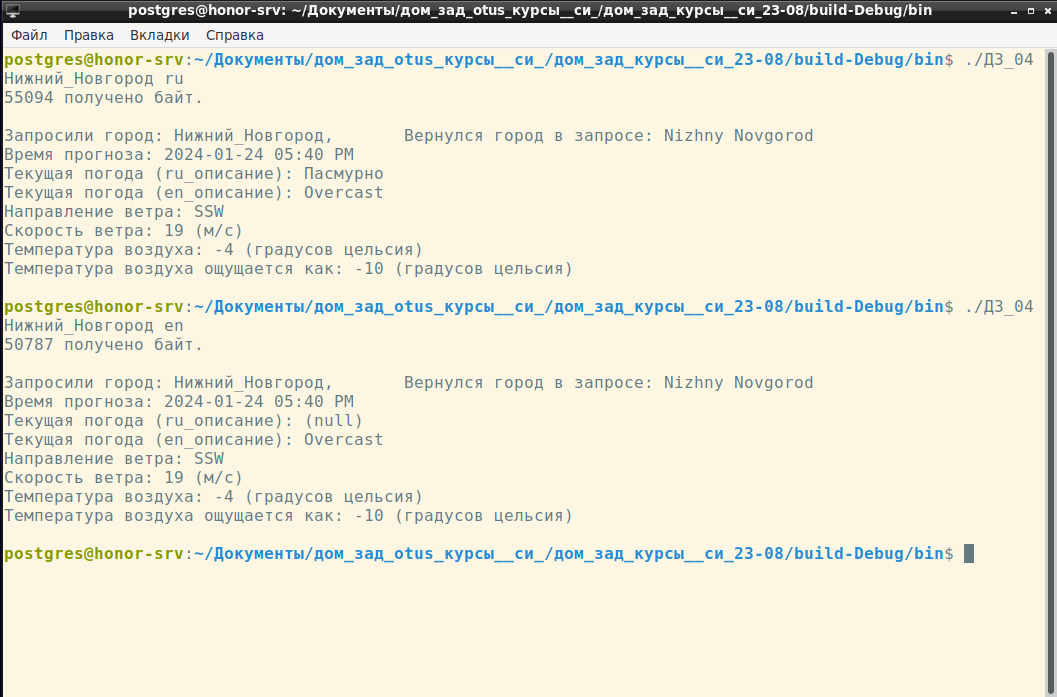 postgres@honor-srv: ~/Документы/дом_зад_otus_курсы__си_/дом_зад_курсы__си_23-08/build-Debug/bin
Файл Правка Вкладки Справка
postgres@honor-srv:~/Документы/дом_зад_otus_курсы__си_/дом_зад_курсы__си_23-08/build-Debug/bin$ ./ДЗ_04
Нижний_Новгород ru
55094 получено байт.
Запросили город: Нижний_Новгород, Вернулся город в запросе: Nizhny Novgorod
Время прогноза: 2024-01-24 05:40 PM
Текущая погода (ru_описание): Пасмурно
Текущая погода (en_описание): Overcast
Направление ветра: SSW
Скорость ветра: 19 (м/с)
Температура воздуха: -4 (градусов цельсия)
Температура воздуха ощущается как: -10 (градусов цельсия)
postgres@honor-srv:~/Документы/дом_зад_otus_курсы__си_/дом_зад_курсы__си_23-08/build-Debug/bin$ ./ДЗ_04
Нижний_Новгород en
50787 получено байт.
Запросили город: Нижний_Новгород, Вернулся город в запросе: Nizhny Novgorod
Время прогноза: 2024-01-24 05:40 PM
Текущая погода (ru_описание): (null)
Текущая погода (en_описание): Overcast
Направление ветра: SSW
Скорость ветра: 19 (м/с)
Температура воздуха: -4 (градусов цельсия)
Температура воздуха ощущается как: -10 (градусов цельсия)
postgres@honor-srv:~/Документы/дом_зад_otus_курсы__си_/дом_зад_курсы__си_23-08/build-Debug/bin$